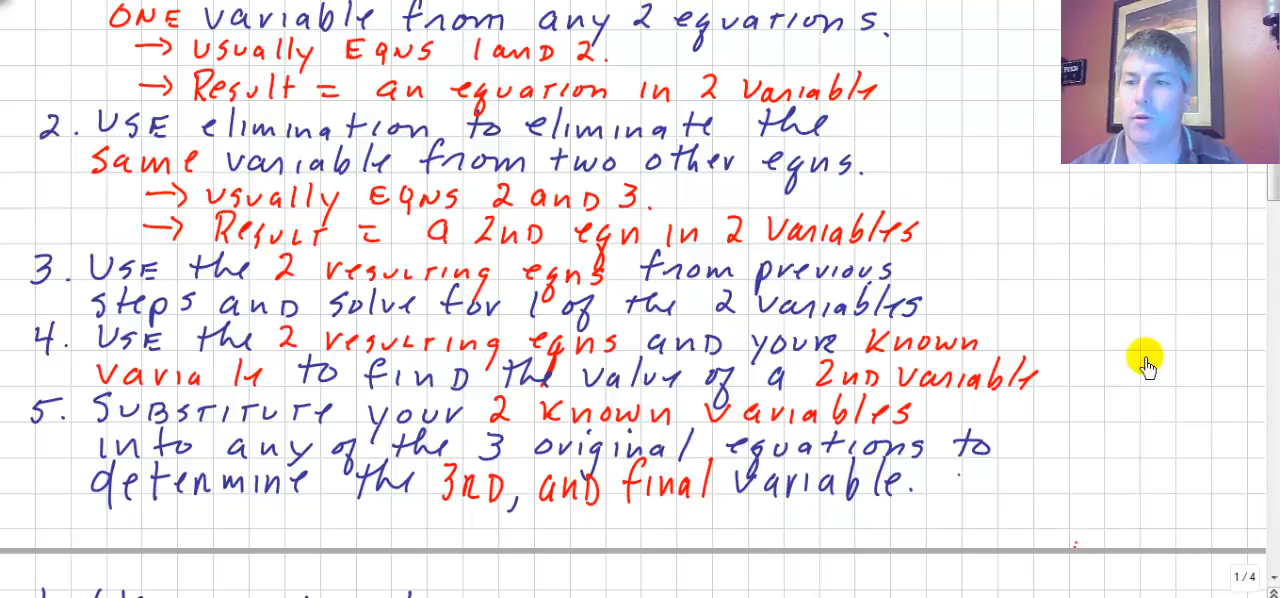 ONE variable from any 2 equations.
→ Usually EQNS 1 and 2.
→ Result = an equation in 2 variable
2. USE elimination to eliminate the
same variable from two other eqns.
→ Usually EQNS 2 and 3.
→ Result = a 2nd eqn in 2 variables
3. USE the 2 resulting eqns from previous
steps and solve for 1 of the 2 variables
4. USE the 2 resulting eqns and your known
variable to find the value of a 2nd variable
5. Substitute your 2 known variables
into any of the 3 original equations to
determine the 3RD, and final variable.
1/4